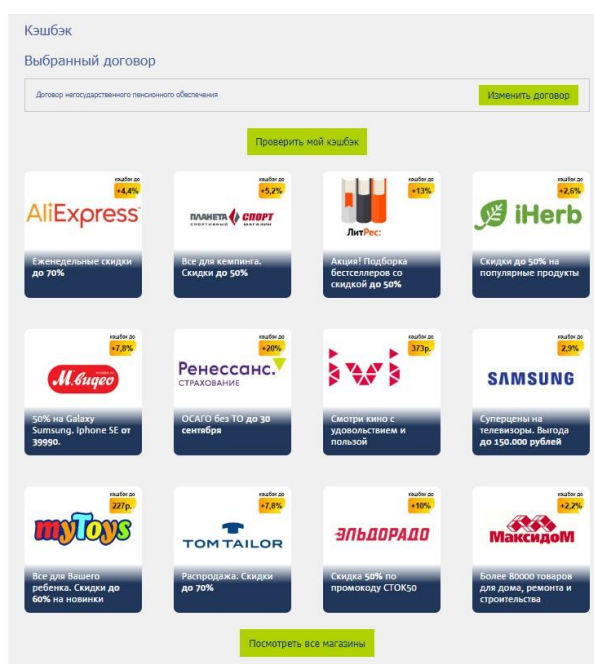 Кэшбэк
Выбранный договор
Договор негосударственного пенсионного обеспечения
Изменить договор
Проверить мой кэшбэк
кэшбэк до
+4,4%
AliExpress
Еженедельные скидки
до 70%
кэшбэк до
+5,2%
ПЛАНЕТА СПОРТ
СПОРТИВНЫЙ МАГАЗИН
Все для кемпинга.
Скидки до 50%
кэшбэк до
+13%
ЛитРес:
Акция! Подборка
бестселлеров со
скидкой до 50%
кэшбэк до
+2,6%
iHerb
Скидки до 50% на
популярные продукты
кэшбэк до
+7,8%
М.видео
50% на Galaxy
Sumsung. Iphone SE от
39990.
кэшбэк до
+20%
Ренессанс.
СТРАХОВАНИЕ
ОСАГО без ТО до 30
сентября
кэшбэк до
373р.
ivi
Смотри кино с
удовольствием и
пользой
кэшбэк до
2,9%
SAMSUNG
Суперцены на
телевизоры. Выгода
до 150.000 рублей
кэшбэк до
227р.
myToys
Все для Вашего
ребенка. Скидки до
60% на новинки
кэшбэк до
+7,8%
TOM TAILOR
Распродажа. Скидки
до 70%
кэшбэк до
+10%
ЭЛЬДОРАДО
Скидка 50% по
промокоду СТОК50
кэшбэк до
+2,2%
МаксидоМ
Более 80000 товаров
для дома, ремонта и
строительства
Посмотреть все магазины